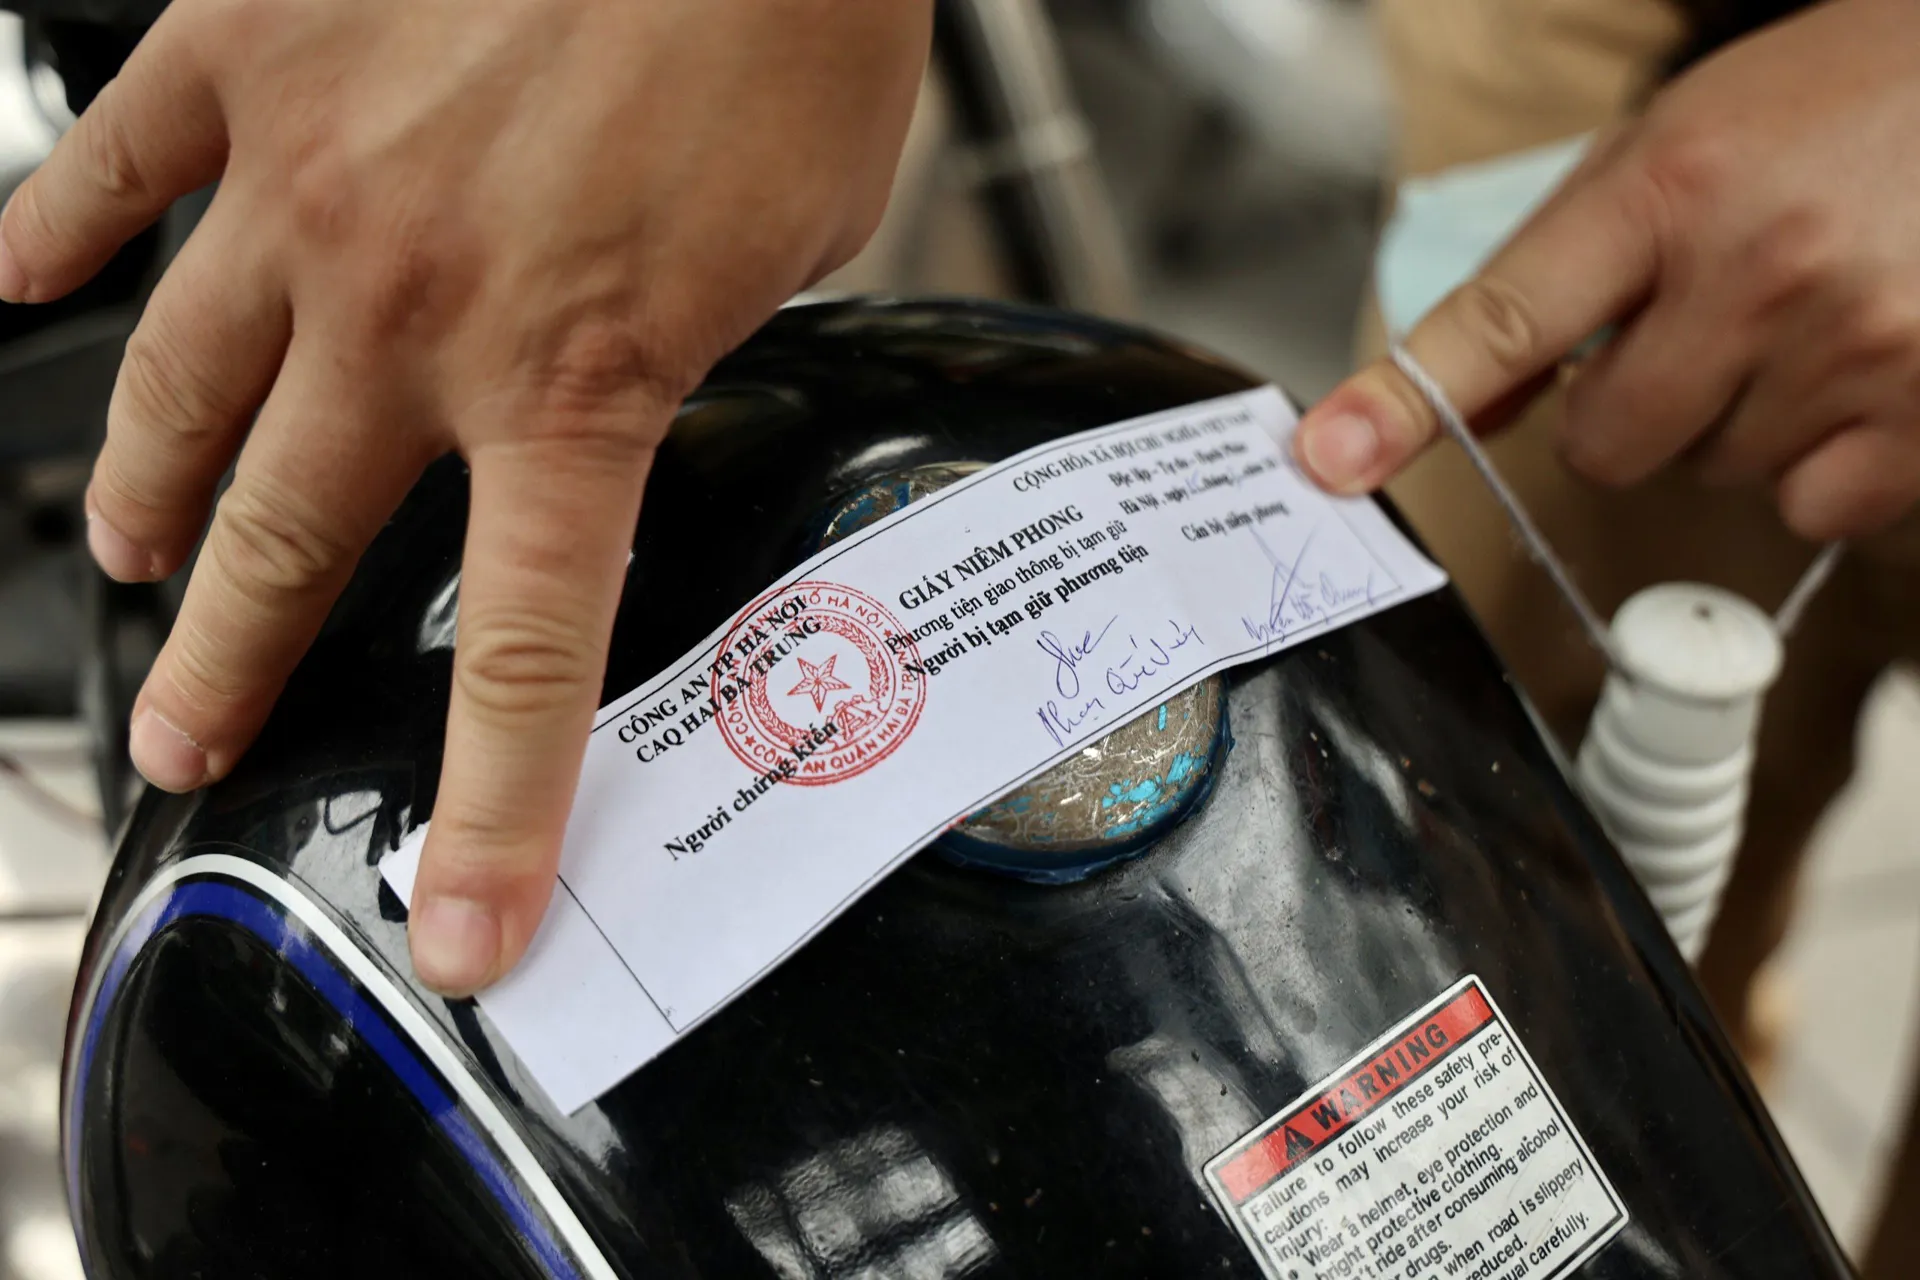 CÔNG AN TP HÀ NỘI
CAQ HAI BÀ TRƯNG
Người chứng kiến
CÔNG AN QUẬN HAI BÀ TRƯNG
CÔNG HÒA XÃ HỘI CHỦ NGHĨA VIỆT NAM
Độc lập – Tự do – Hạnh Phúc
Hà Nội, ngày tháng năm
GIẤY NIÊM PHONG
Phương tiện giao thông bị tạm giữ
Người bị tạm giữ phương tiện
Cán bộ niêm phong
WARNING
Failure to follow these safety pre-
cautions may increase your risk of
injury:
• Wear a helmet, eye protection and
bright protective clothing.
't ride after consuming alcohol
or drugs.
when road is slippery
reduced.
carefully.